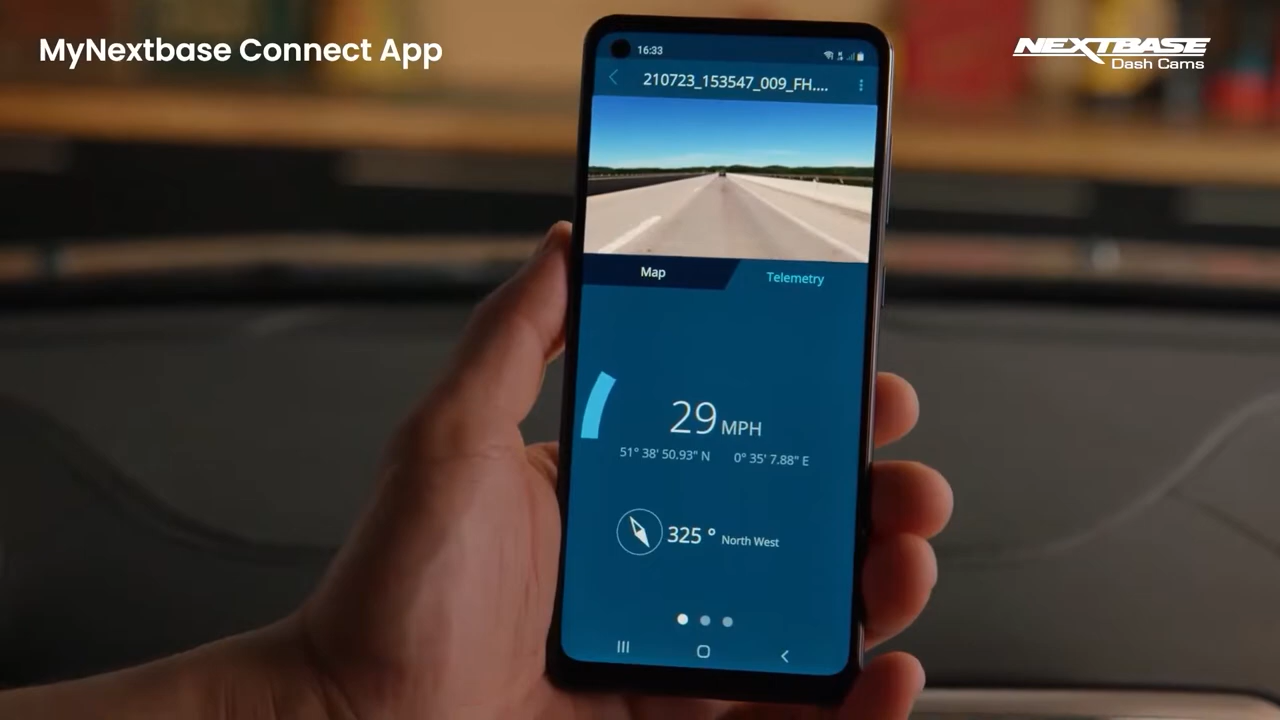 MyNextbase Connect App
NEXTBASE
Dash Cams
16:33
210723_153547_009_FH....
Map
Telemetry
29 MPH
51° 38' 50.93" N 0° 35' 7.88" E
325 ° North West